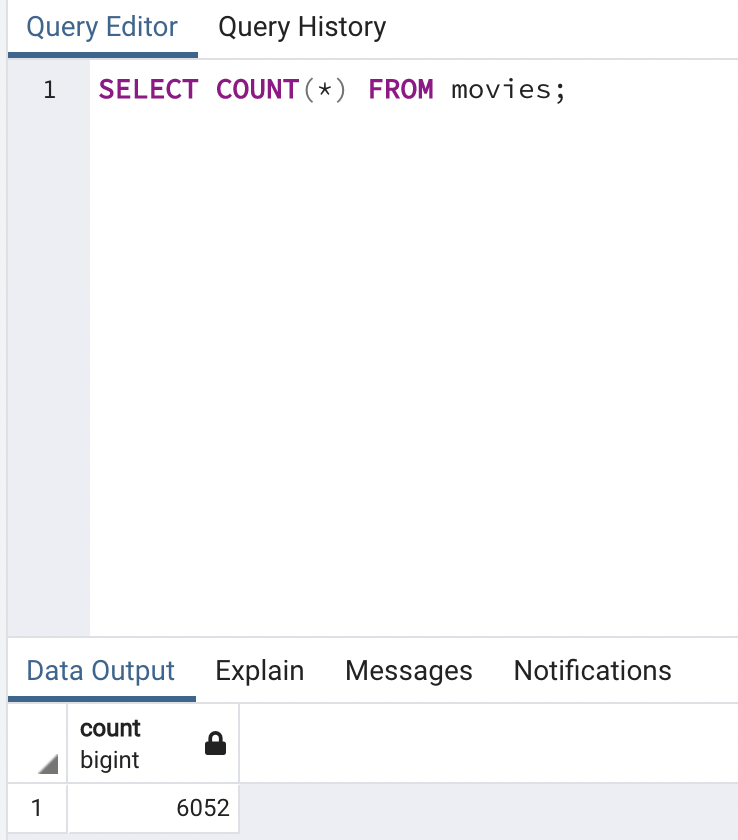 Query Editor Query History
1 SELECT COUNT(*) FROM movies;
Data Output Explain Messages Notifications
count
bigint
1 6052